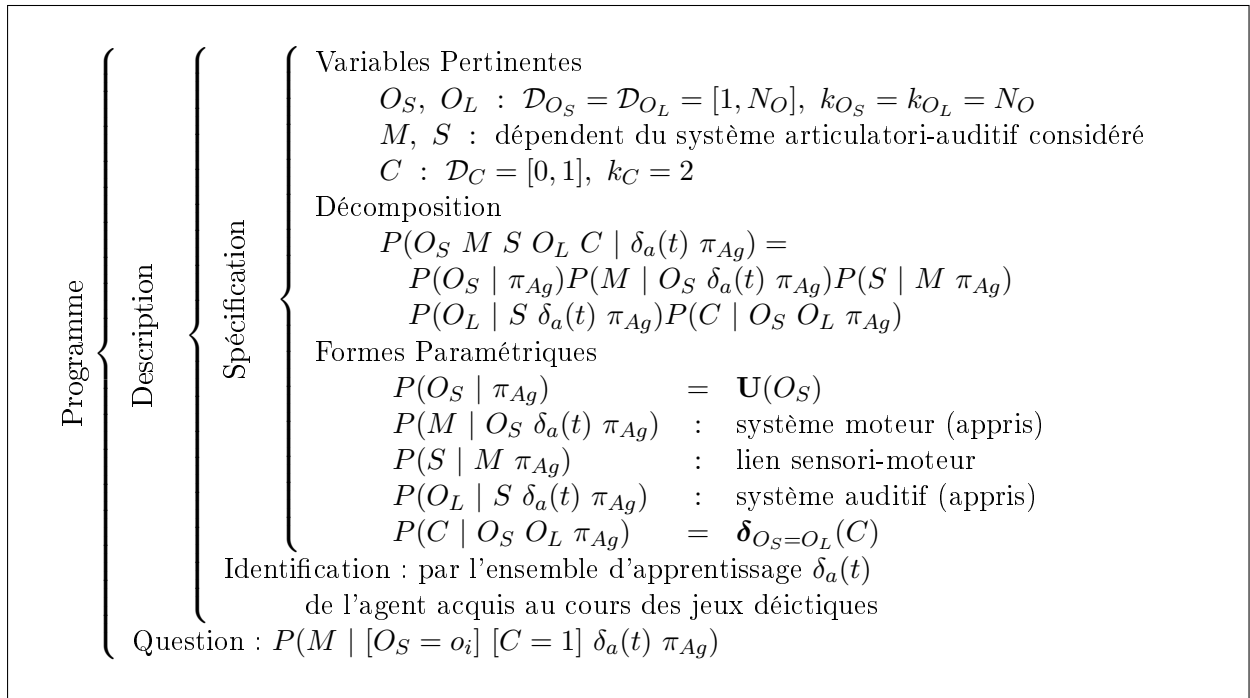 Programme
Description
Spécification
Variables Pertinentes
O_S, O_L : 𝒟_{O_S} = 𝒟_{O_L} = [1, N_O], k_{O_S} = k_{O_L} = N_O
M, S : dépendent du système articulatori-auditif considéré
C : 𝒟_C = [0, 1], k_C = 2
Décomposition
P(O_S M S O_L C | δ_a(t) π_{Ag}) =
P(O_S | π_{Ag})P(M | O_S δ_a(t) π_{Ag})P(S | M π_{Ag})
P(O_L | S δ_a(t) π_{Ag})P(C | O_S O_L π_{Ag})
Formes Paramétriques
P(O_S | π_{Ag}) = U(O_S)
P(M | O_S δ_a(t) π_{Ag}) : système moteur (appris)
P(S | M π_{Ag}) : lien sensori-moteur
P(O_L | S δ_a(t) π_{Ag}) : système auditif (appris)
P(C | O_S O_L π_{Ag}) = δ_{O_S=O_L}(C)
Identification : par l'ensemble d'apprentissage δ_a(t)
de l'agent acquis au cours des jeux déictiques
Question : P(M | [O_S = o_i] [C = 1] δ_a(t) π_{Ag})